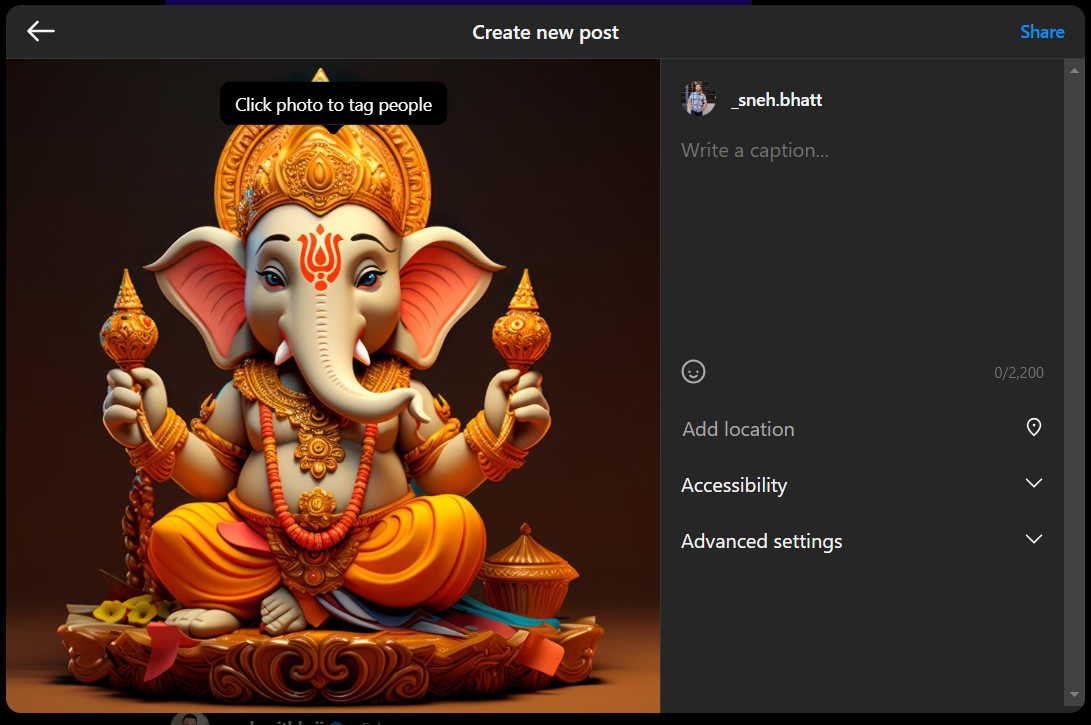 Create new post
Share
Click photo to tag people
_sneh.bhatt
Write a caption...
0/2,200
Add location
Accessibility
Advanced settings